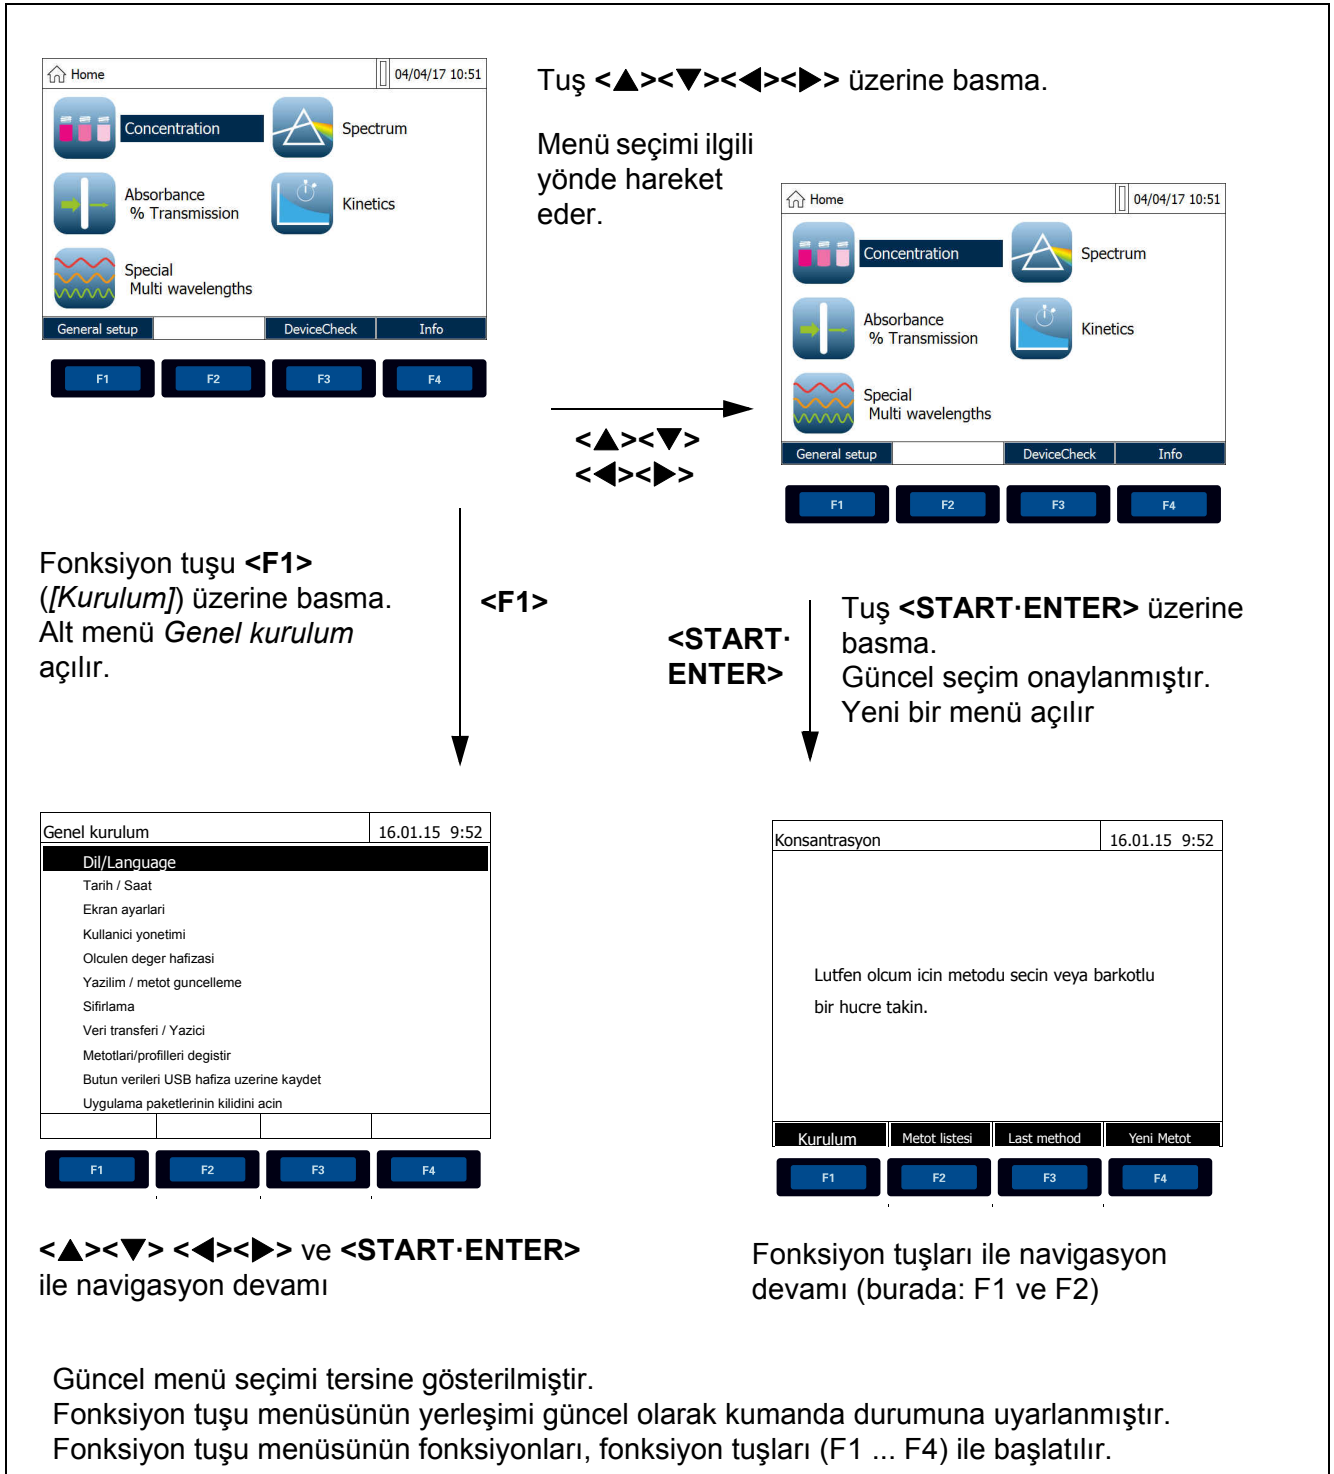 Home
04/04/17 10:51
Concentration
Spectrum
Absorbance
% Transmission
Kinetics
Special
Multi wavelengths
General setup
DeviceCheck
Info
F1
F2
F3
F4
Tuş <▲><▼><◀><▶> üzerine basma.
Menü seçimi ilgili
yönde hareket
eder.
Home
04/04/17 10:51
Concentration
Spectrum
Absorbance
% Transmission
Kinetics
Special
Multi wavelengths
General setup
DeviceCheck
Info
F1
F2
F3
F4
<▲><▼>
<◀><▶>
Fonksiyon tuşu <F1>
([Kurulum]) üzerine basma.
Alt menü Genel kurulum
açılır.
<F1>
<START·
ENTER>
Tuş <START·ENTER> üzerine
basma.
Güncel seçim onaylanmıştır.
Yeni bir menü açılır
Genel kurulum
16.01.15 9:52
Dil/Language
Tarih / Saat
Ekran ayarlari
Kullanici yonetimi
Olculen deger hafizasi
Yazilim / metot guncelleme
Sifirlama
Veri transferi / Yazici
Metotlari/profilleri degistir
Butun verileri USB hafiza uzerine kaydet
Uygulama paketlerinin kilidini acin
F1
F2
F3
F4
Konsantrasyon
16.01.15 9:52
Lutfen olcum icin metodu secin veya barkotlu
bir hucre takin.
Kurulum
Metot listesi
Last method
Yeni Metot
F1
F2
F3
F4
<▲><▼> <◀><▶> ve <START·ENTER>
ile navigasyon devamı
Fonksiyon tuşları ile navigasyon
devamı (burada: F1 ve F2)
Güncel menü seçimi tersine gösterilmiştir.
Fonksiyon tuşu menüsünün yerleşimi güncel olarak kumanda durumuna uyarlanmıştır.
Fonksiyon tuşu menüsünün fonksiyonları, fonksiyon tuşları (F1 ... F4) ile başlatılır.